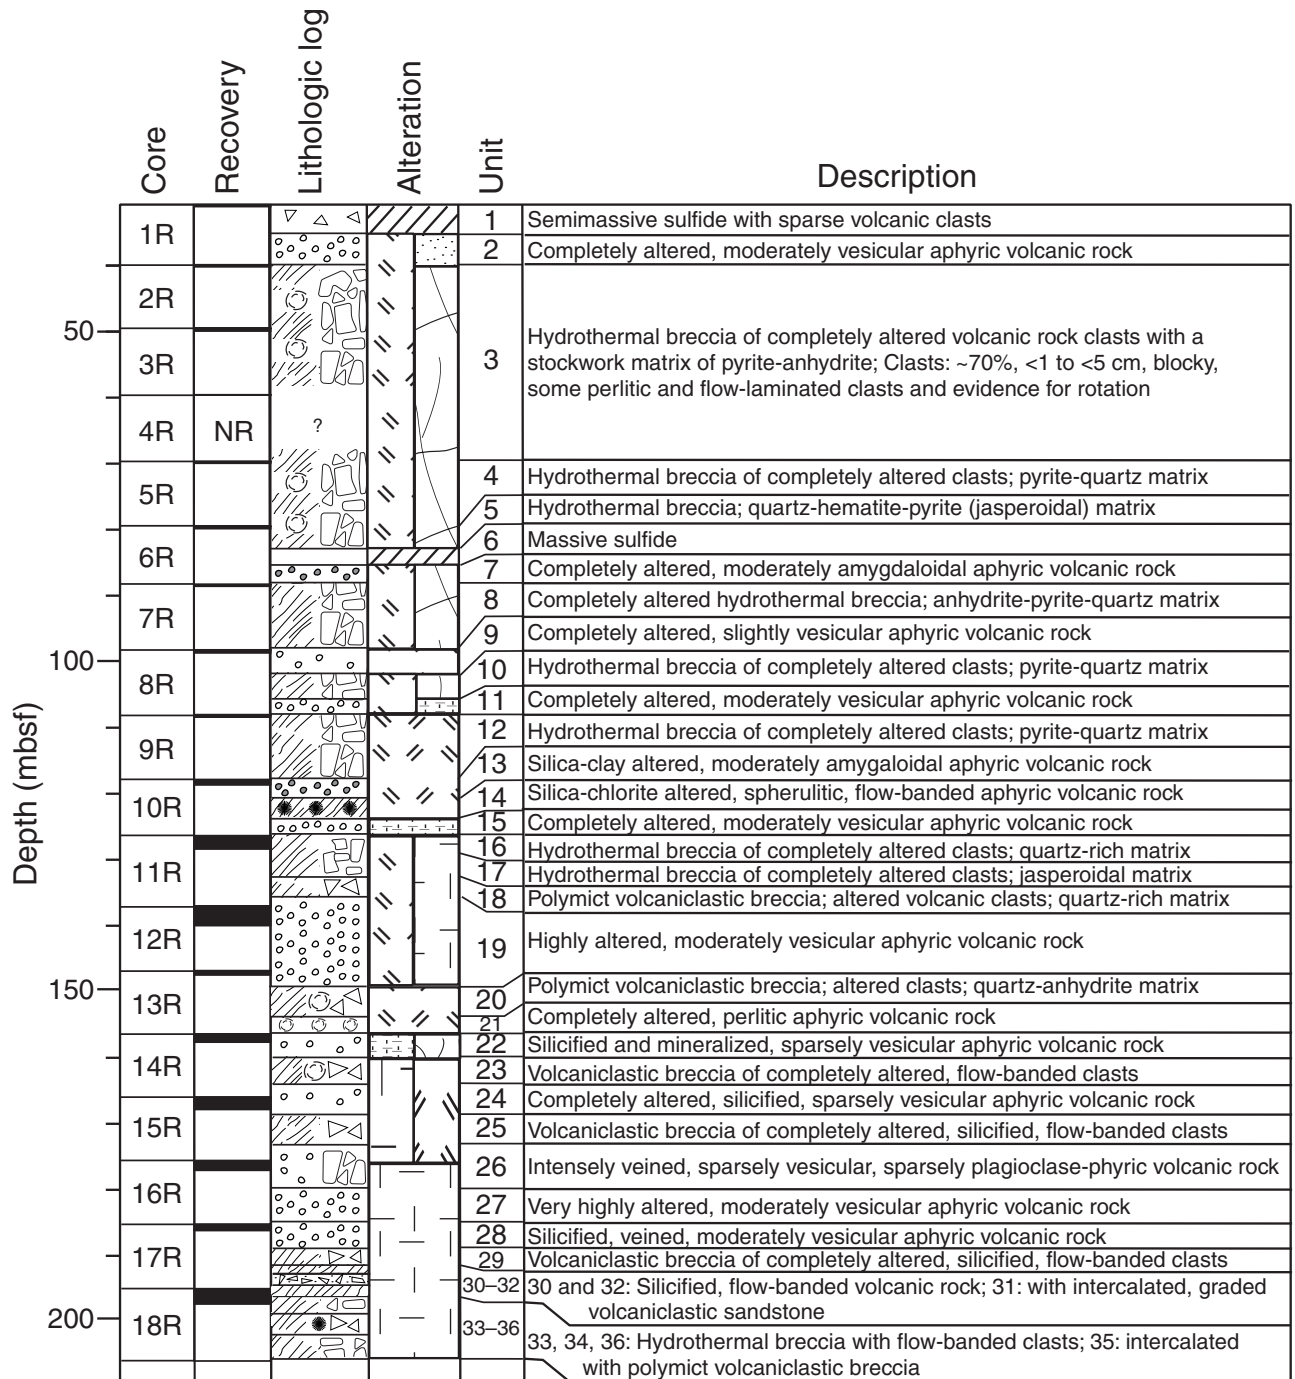 Core
Recovery
Lithologic log
Alteration
Unit
Description
Depth (mbsf)
50
100
150
200
1R
2R
3R
4R
5R
6R
7R
8R
9R
10R
11R
12R
13R
14R
15R
16R
17R
18R
NR
?
1 Semimassive sulfide with sparse volcanic clasts
2 Completely altered, moderately vesicular aphyric volcanic rock
3 Hydrothermal breccia of completely altered volcanic rock clasts with a
stockwork matrix of pyrite-anhydrite; Clasts: ~70%, <1 to <5 cm, blocky,
some perlitic and flow-laminated clasts and evidence for rotation
4 Hydrothermal breccia of completely altered clasts; pyrite-quartz matrix
5 Hydrothermal breccia; quartz-hematite-pyrite (jasperoidal) matrix
6 Massive sulfide
7 Completely altered, moderately amygdaloidal aphyric volcanic rock
8 Completely altered hydrothermal breccia; anhydrite-pyrite-quartz matrix
9 Completely altered, slightly vesicular aphyric volcanic rock
10 Hydrothermal breccia of completely altered clasts; pyrite-quartz matrix
11 Completely altered, moderately vesicular aphyric volcanic rock
12 Hydrothermal breccia of completely altered clasts; pyrite-quartz matrix
13 Silica-clay altered, moderately amygaloidal aphyric volcanic rock
14 Silica-chlorite altered, spherulitic, flow-banded aphyric volcanic rock
15 Completely altered, moderately vesicular aphyric volcanic rock
16 Hydrothermal breccia of completely altered clasts; quartz-rich matrix
17 Hydrothermal breccia of completely altered clasts; jasperoidal matrix
18 Polymict volcaniclastic breccia; altered volcanic clasts; quartz-rich matrix
19 Highly altered, moderately vesicular aphyric volcanic rock
20 Polymict volcaniclastic breccia; altered clasts; quartz-anhydrite matrix
21 Completely altered, perlitic aphyric volcanic rock
22 Silicified and mineralized, sparsely vesicular aphyric volcanic rock
23 Volcaniclastic breccia of completely altered, flow-banded clasts
24 Completely altered, silicified, sparsely vesicular aphyric volcanic rock
25 Volcaniclastic breccia of completely altered, silicified, flow-banded clasts
26 Intensely veined, sparsely vesicular, sparsely plagioclase-phyric volcanic rock
27 Very highly altered, moderately vesicular aphyric volcanic rock
28 Silicified, veined, moderately vesicular aphyric volcanic rock
29 Volcaniclastic breccia of completely altered, silicified, flow-banded clasts
30–32 30 and 32: Silicified, flow-banded volcanic rock; 31: with intercalated, graded
volcaniclastic sandstone
33–36 33, 34, 36: Hydrothermal breccia with flow-banded clasts; 35: intercalated
with polymict volcaniclastic breccia